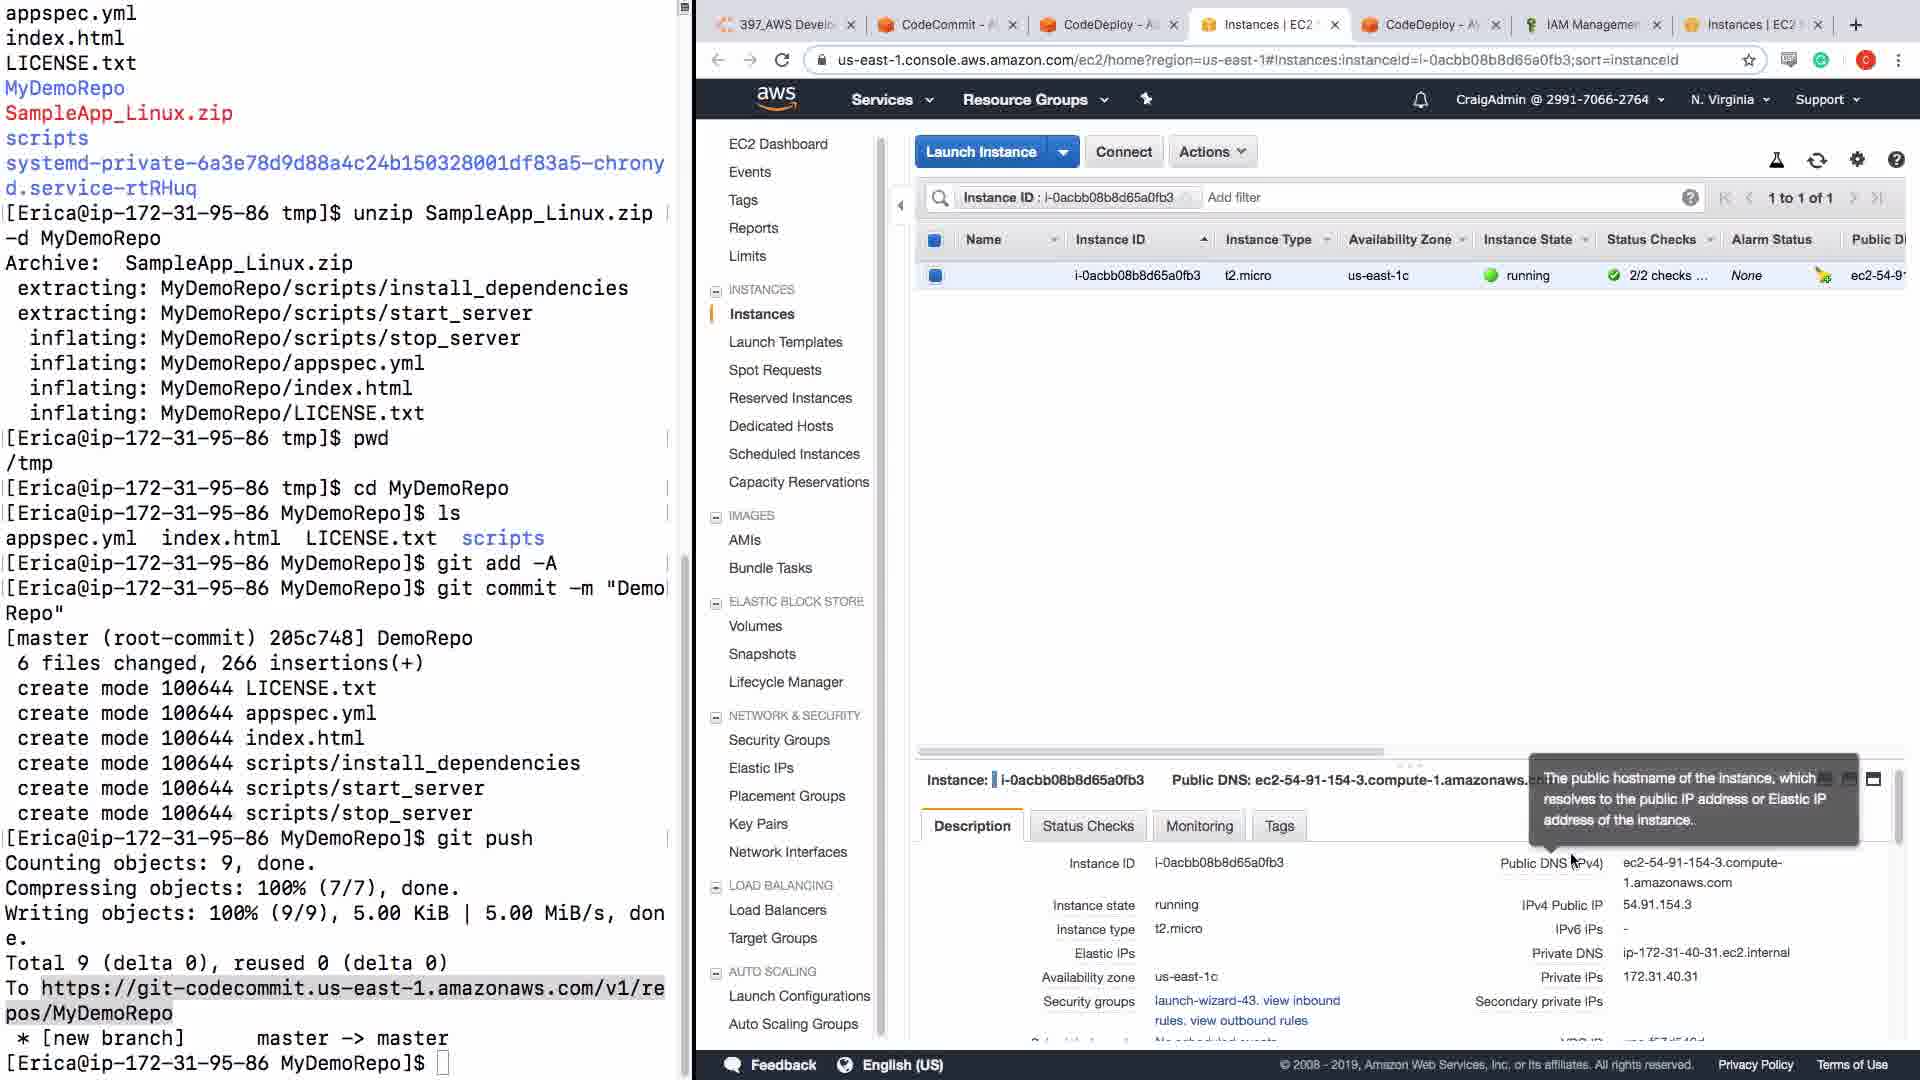 appspec.yml
index.html
LICENSE.txt
MyDemoRepo
SampleApp_Linux.zip
scripts
systemd-private-6a3e78d9d88a4c24b150328001df83a5-chrony
d.service-rtRHuq
[Erica@ip-172-31-95-86 tmp]$ unzip SampleApp_Linux.zip
-d MyDemoRepo
Archive:  SampleApp_Linux.zip
 extracting: MyDemoRepo/scripts/install_dependencies
 extracting: MyDemoRepo/scripts/start_server
  inflating: MyDemoRepo/scripts/stop_server
  inflating: MyDemoRepo/appspec.yml
  inflating: MyDemoRepo/index.html
  inflating: MyDemoRepo/LICENSE.txt
[Erica@ip-172-31-95-86 tmp]$ pwd
/tmp
[Erica@ip-172-31-95-86 tmp]$ cd MyDemoRepo
[Erica@ip-172-31-95-86 MyDemoRepo]$ ls
appspec.yml  index.html  LICENSE.txt  scripts
[Erica@ip-172-31-95-86 MyDemoRepo]$ git add -A
[Erica@ip-172-31-95-86 MyDemoRepo]$ git commit -m "Demo
Repo"
[master (root-commit) 205c748] DemoRepo
 6 files changed, 266 insertions(+)
 create mode 100644 LICENSE.txt
 create mode 100644 appspec.yml
 create mode 100644 index.html
 create mode 100644 scripts/install_dependencies
 create mode 100644 scripts/start_server
 create mode 100644 scripts/stop_server
[Erica@ip-172-31-95-86 MyDemoRepo]$ git push
Counting objects: 9, done.
Compressing objects: 100% (7/7), done.
Writing objects: 100% (9/9), 5.00 KiB | 5.00 MiB/s, don
e.
Total 9 (delta 0), reused 0 (delta 0)
To https://git-codecommit.us-east-1.amazonaws.com/v1/re
pos/MyDemoRepo
 * [new branch]      master -> master
[Erica@ip-172-31-95-86 MyDemoRepo]$
397_AWS Develo CodeCommit - A CodeDeploy - A Instances | EC2 CodeDeploy - A IAM Management Instances | EC2
us-east-1.console.aws.amazon.com/ec2/home?region=us-east-1#Instances:instanceId=i-0acbb08b8d65a0fb3;sort=instanceId
aws Services Resource Groups CraigAdmin @ 2991-7066-2764 N. Virginia Support
EC2 Dashboard
Events
Tags
Reports
Limits
INSTANCES
Instances
Launch Templates
Spot Requests
Reserved Instances
Dedicated Hosts
Scheduled Instances
Capacity Reservations
IMAGES
AMIs
Bundle Tasks
ELASTIC BLOCK STORE
Volumes
Snapshots
Lifecycle Manager
NETWORK & SECURITY
Security Groups
Elastic IPs
Placement Groups
Key Pairs
Network Interfaces
LOAD BALANCING
Load Balancers
Target Groups
AUTO SCALING
Launch Configurations
Auto Scaling Groups
Launch Instance Connect Actions
Instance ID : i-0acbb08b8d65a0fb3 Add filter 1 to 1 of 1
Name Instance ID Instance Type Availability Zone Instance State Status Checks Alarm Status Public D
i-0acbb08b8d65a0fb3 t2.micro us-east-1c running 2/2 checks ... None ec2-54-9
Instance: i-0acbb08b8d65a0fb3 Public DNS: ec2-54-91-154-3.compute-1.amazonaws.c
The public hostname of the instance, which
resolves to the public IP address or Elastic IP
address of the instance.
Description Status Checks Monitoring Tags
Instance ID i-0acbb08b8d65a0fb3
Instance state running
Instance type t2.micro
Elastic IPs
Availability zone us-east-1c
Security groups launch-wizard-43. view inbound
rules. view outbound rules
Public DNS (IPv4) ec2-54-91-154-3.compute-
1.amazonaws.com
IPv4 Public IP 54.91.154.3
IPv6 IPs -
Private DNS ip-172-31-40-31.ec2.internal
Private IPs 172.31.40.31
Secondary private IPs
Feedback English (US) © 2008 - 2019, Amazon Web Services, Inc. or its affiliates. All rights reserved. Privacy Policy Terms of Use